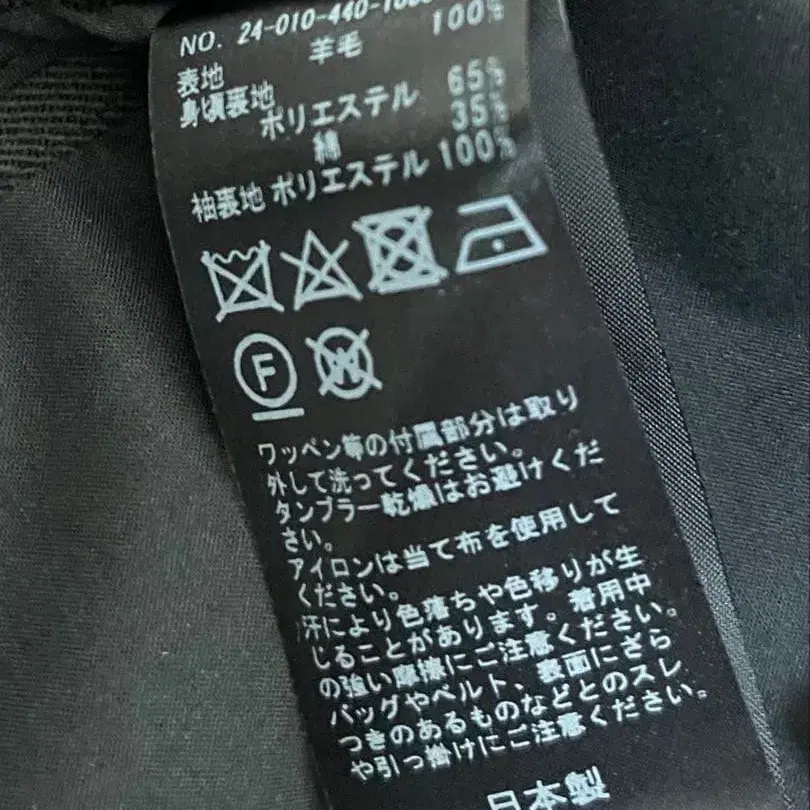 NO. 24-010-440-10
表地 羊毛 100%
身頃裏地
ポリエステル 65%
綿 35%
袖裏地 ポリエステル 100%
F W
ワッペン等の付属部分は取り
外して洗ってください。
タンブラー乾燥はお避けくだ
さい。
アイロンは当て布を使用して
ください。
汗により色落ちや色移りが生
じることがあります。着用中
の強い摩擦にご注意ください。
バッグやベルト、表面にざら
つきのあるものなどとのスレ
や引っ掛けにご注意ください。
日本製